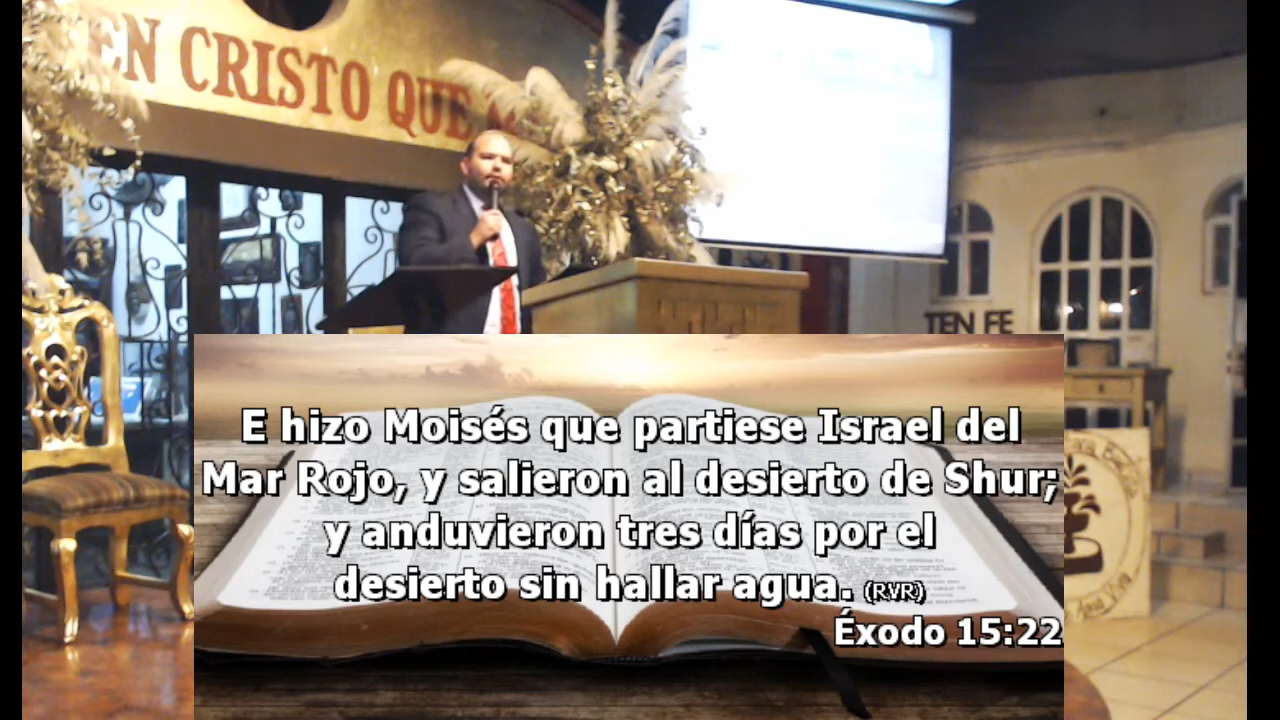 EN CRISTO QUE
TEN FE
E hizo Moisés que partiese Israel del
Mar Rojo, y salieron al desierto de Shur;
y anduvieron tres días por el
desierto sin hallar agua. (RVR)
Éxodo 15:22
Viva